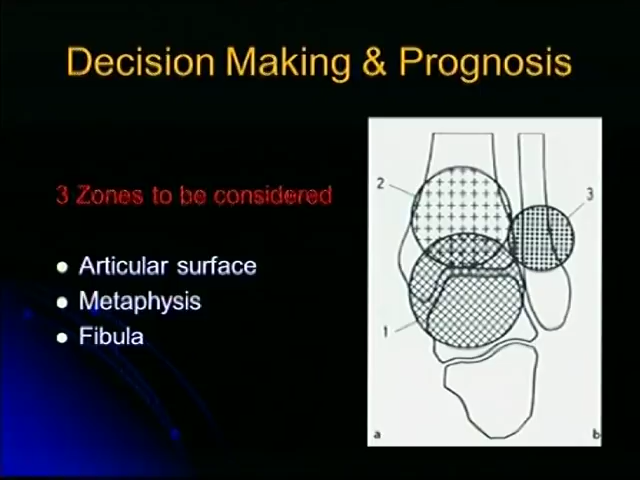 Decision Making & Prognosis
3 Zones to be considered
Articular surface
Metaphysis
Fibula
2
3
1
a
b